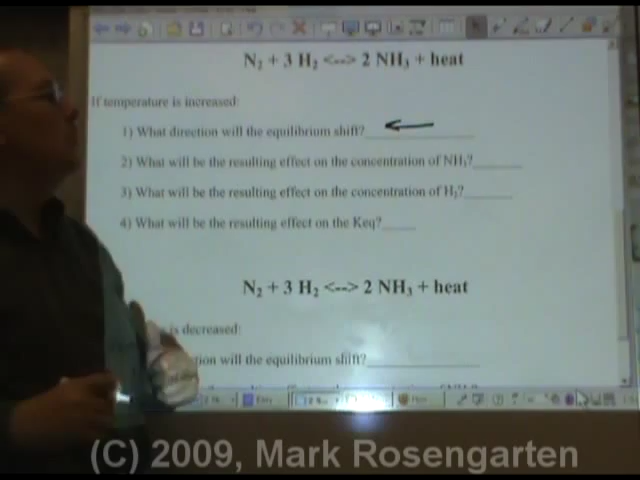 N₂ + 3 H₂ <--> 2 NH₃ + heat
If temperature is increased:
1) What direction will the equilibrium shift?
2) What will be the resulting effect on the concentration of NH₃?
3) What will be the resulting effect on the concentration of H₂?
4) What will be the resulting effect on the Keq?
N₂ + 3 H₂ <--> 2 NH₃ + heat
is decreased:
will the equilibrium shift?
(C) 2009, Mark Rosengarten